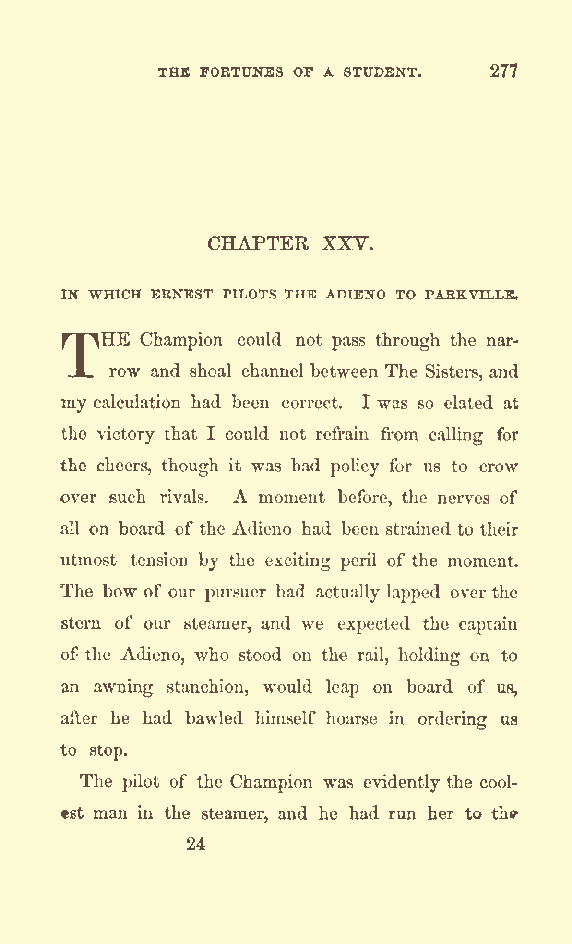 THE FORTUNES OF A STUDENT. 277
CHAPTER XXV.
IN WHICH ERNEST PILOTS THE ADIENO TO PARKVILLE.
THE Champion could not pass through the nar-
row and shoal channel between The Sisters, and
my calculation had been correct. I was so elated at
the victory that I could not refrain from calling for
the cheers, though it was bad policy for us to crow
over such rivals. A moment before, the nerves of
all on board of the Adieno had been strained to their
utmost tension by the exciting peril of the moment.
The bow of our pursuer had actually lapped over the
stern of our steamer, and we expected the captain
of the Adieno, who stood on the rail, holding on to
an awning stanchion, would leap on board of us,
after he had bawled himself hoarse in ordering us
to stop.
The pilot of the Champion was evidently the cool-
est man in the steamer, and he had run her to the
24